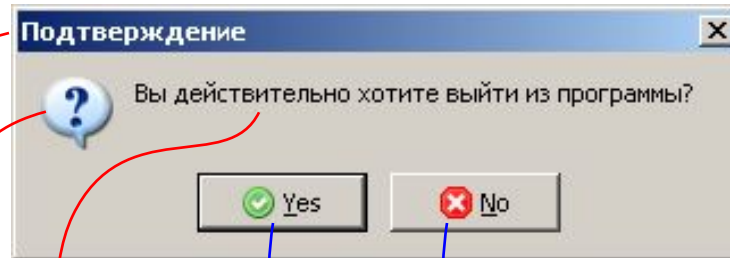 Подтверждение
Вы действительно хотите выйти из программы?
Yes
No